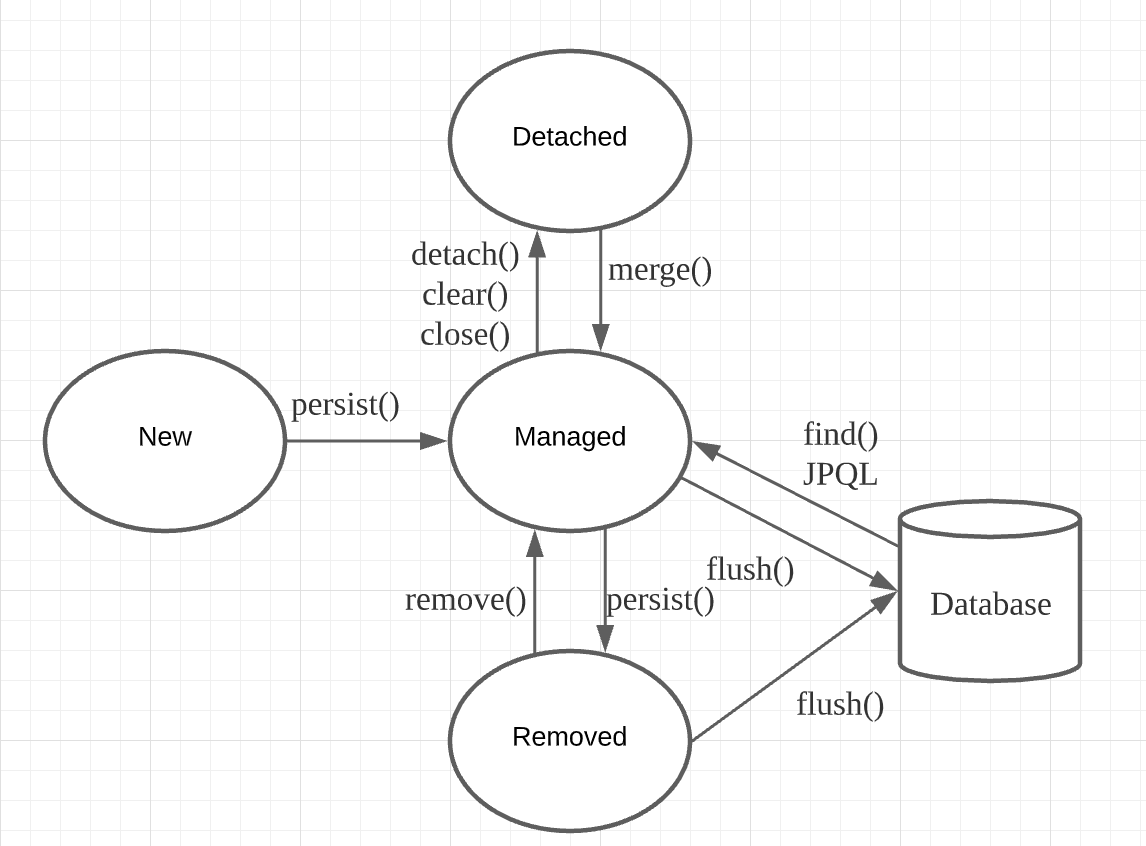 Detached
detach()
clear()
close()
merge()
New
persist()
Managed
find()
JPQL
flush()
remove()
persist()
Database
flush()
Removed